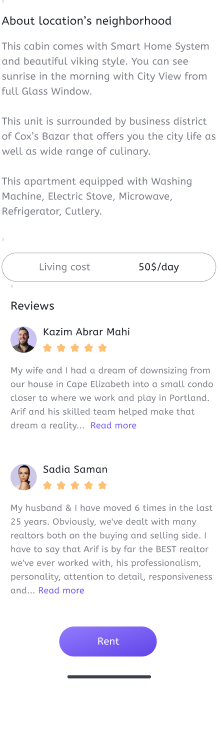 About location's neighborhood
This cabin comes with Smart Home System
and beautiful viking style. You can see
sunrise in the morning with City View from
full Glass Window.
This unit is surrounded by business district
of Cox's Bazar that offers you the city life as
well as wide range of culinary.
This apartment equipped with Washing
Machine, Electric Stove, Microwave,
Refrigerator, Cutlery.
Living cost 50$/day
Reviews
Kazim Abrar Mahi
My wife and I had a dream of downsizing from
our house in Cape Elizabeth into a small condo
closer to where we work and play in Portland.
Arif and his skilled team helped make that
dream a reality... Read more
Sadia Saman
My husband & I have moved 6 times in the last
25 years. Obviously, we've dealt with many
realtors both on the buying and selling side. I
have to say that Arif is by far the BEST realtor
we've ever worked with, his professionalism,
personality, attention to detail, responsiveness
and... Read more
Rent